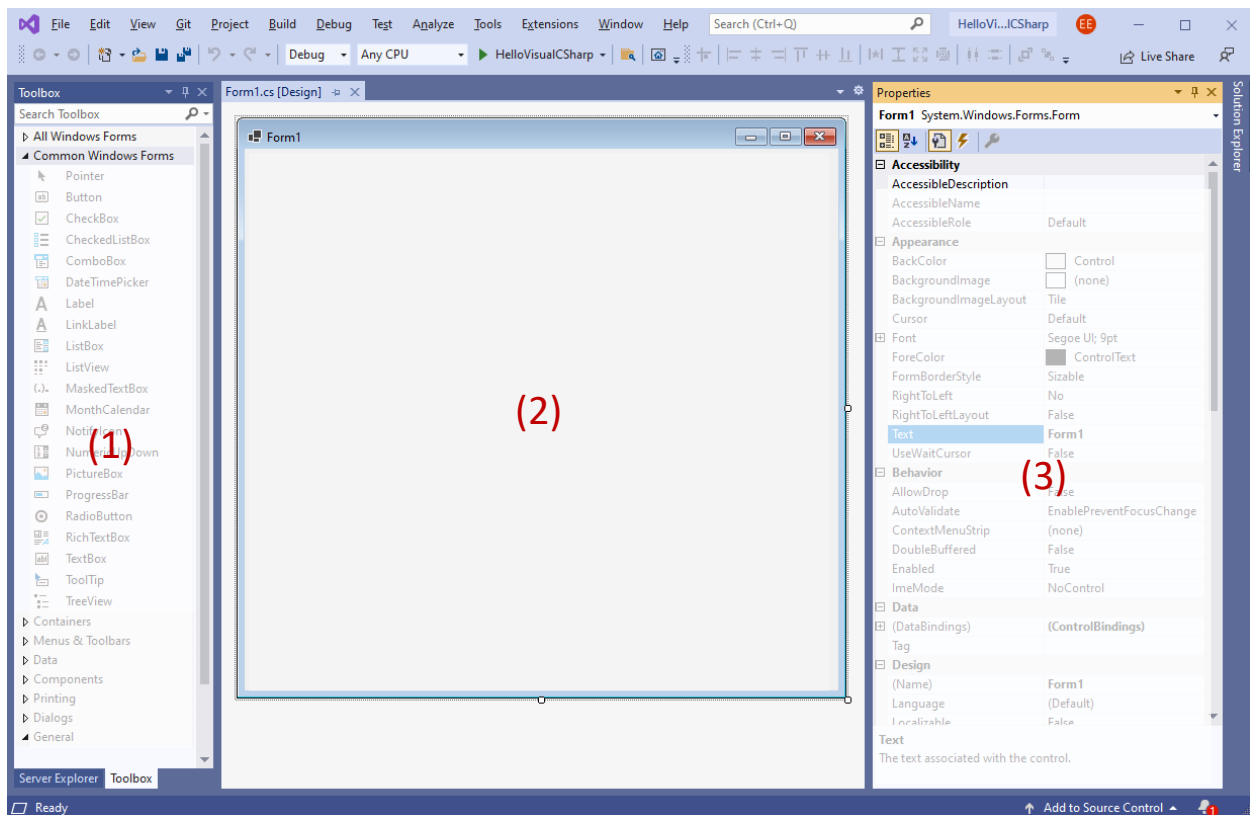 File Edit View Git Project Build Debug Test Analyze Tools Extensions Window Help Search (Ctrl+Q) HelloVi...lCSharp EE
Debug Any CPU HelloVisualCSharp Live Share
Toolbox
Search Toolbox
All Windows Forms
Common Windows Forms
Pointer
Button
CheckBox
CheckedListBox
ComboBox
DateTimePicker
Label
LinkLabel
ListBox
ListView
MaskedTextBox
MonthCalendar
NotifyIcon
(1)
NumericUpDown
PictureBox
ProgressBar
RadioButton
RichTextBox
TextBox
ToolTip
TreeView
Containers
Menus & Toolbars
Data
Components
Printing
Dialogs
General
Server Explorer Toolbox
Form1.cs [Design]
Form1
(2)
Properties
Form1 System.Windows.Forms.Form
Accessibility
AccessibleDescription
AccessibleName
AccessibleRole Default
Appearance
BackColor Control
BackgroundImage (none)
BackgroundImageLayout Tile
Cursor Default
Font Segoe UI; 9pt
ForeColor ControlText
FormBorderStyle Sizable
RightToLeft No
RightToLeftLayout False
Text Form1
UseWaitCursor False
Behavior
(3)
AllowDrop False
AutoValidate EnablePreventFocusChange
ContextMenuStrip (none)
DoubleBuffered False
Enabled True
ImeMode NoControl
Data
(DataBindings) (ControlBindings)
Tag
Design
(Name) Form1
Language (Default)
Localizable False
Text
The text associated with the control.
Solution Explorer
Ready Add to Source Control 1